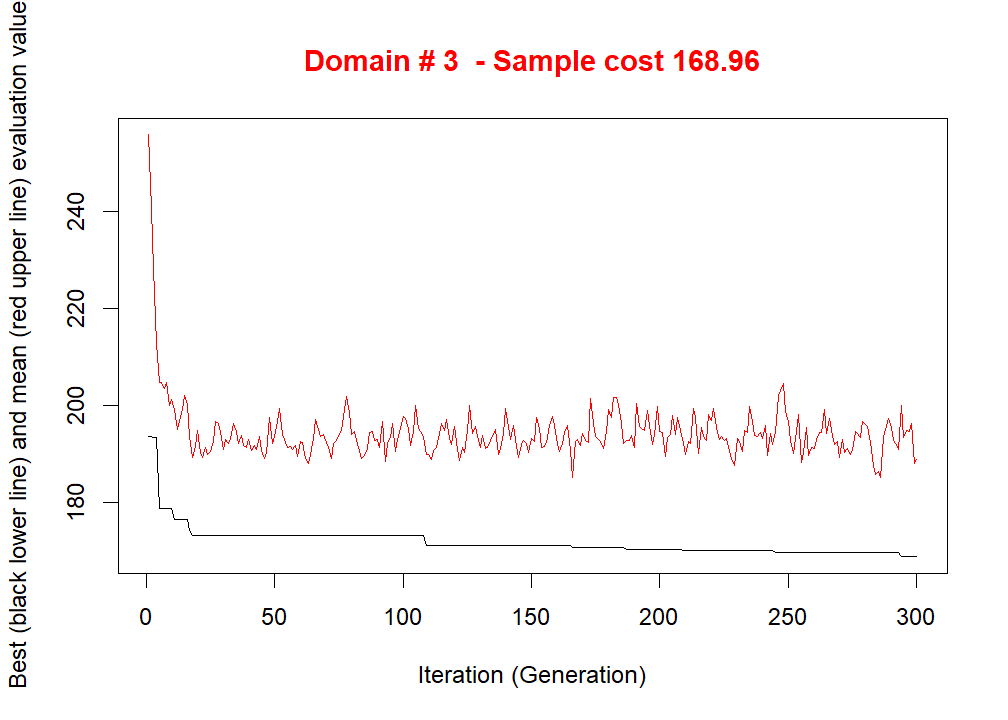 Domain # 3  - Sample cost 168.96
Best (black lower line) and mean (red upper line) evaluation value
240
220
200
180
0 50 100 150 200 250 300
Iteration (Generation)